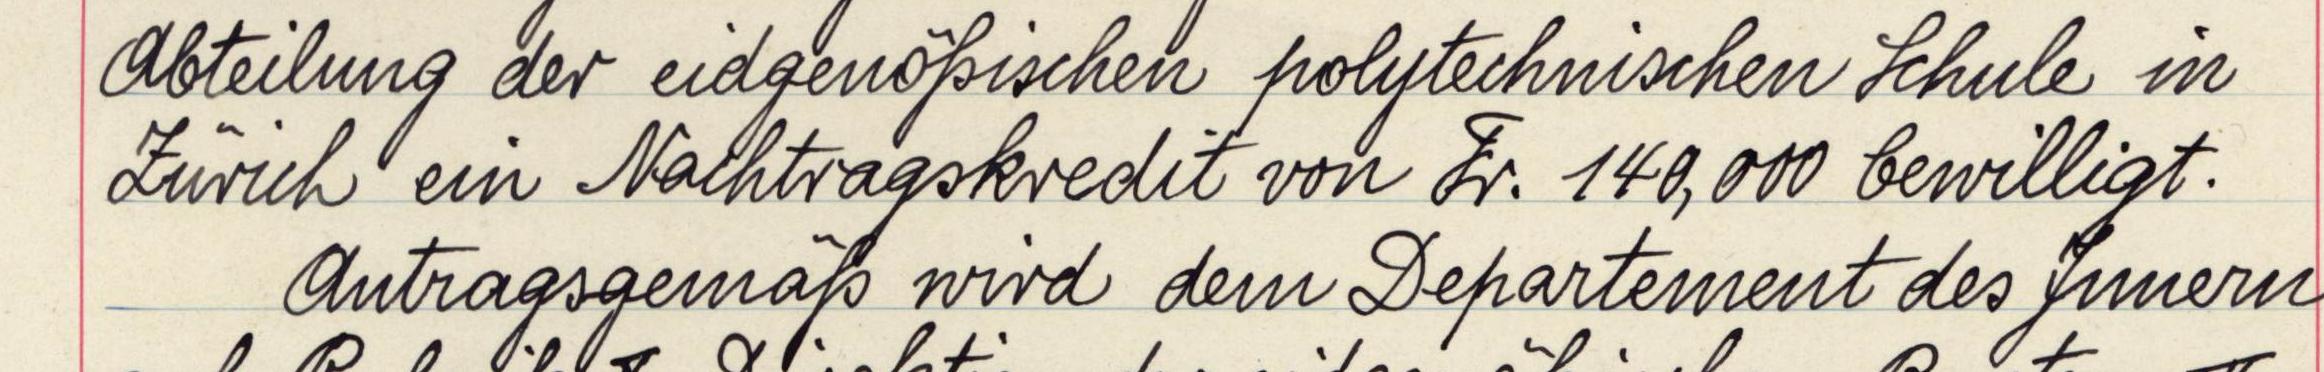 Abteilung der eidgenößischen polytechnischen Schule in
Zürich ein Nachtragskredit von Fr. 140,000 bewilligt.
Antragsgemäß wird dem Departement des Innern